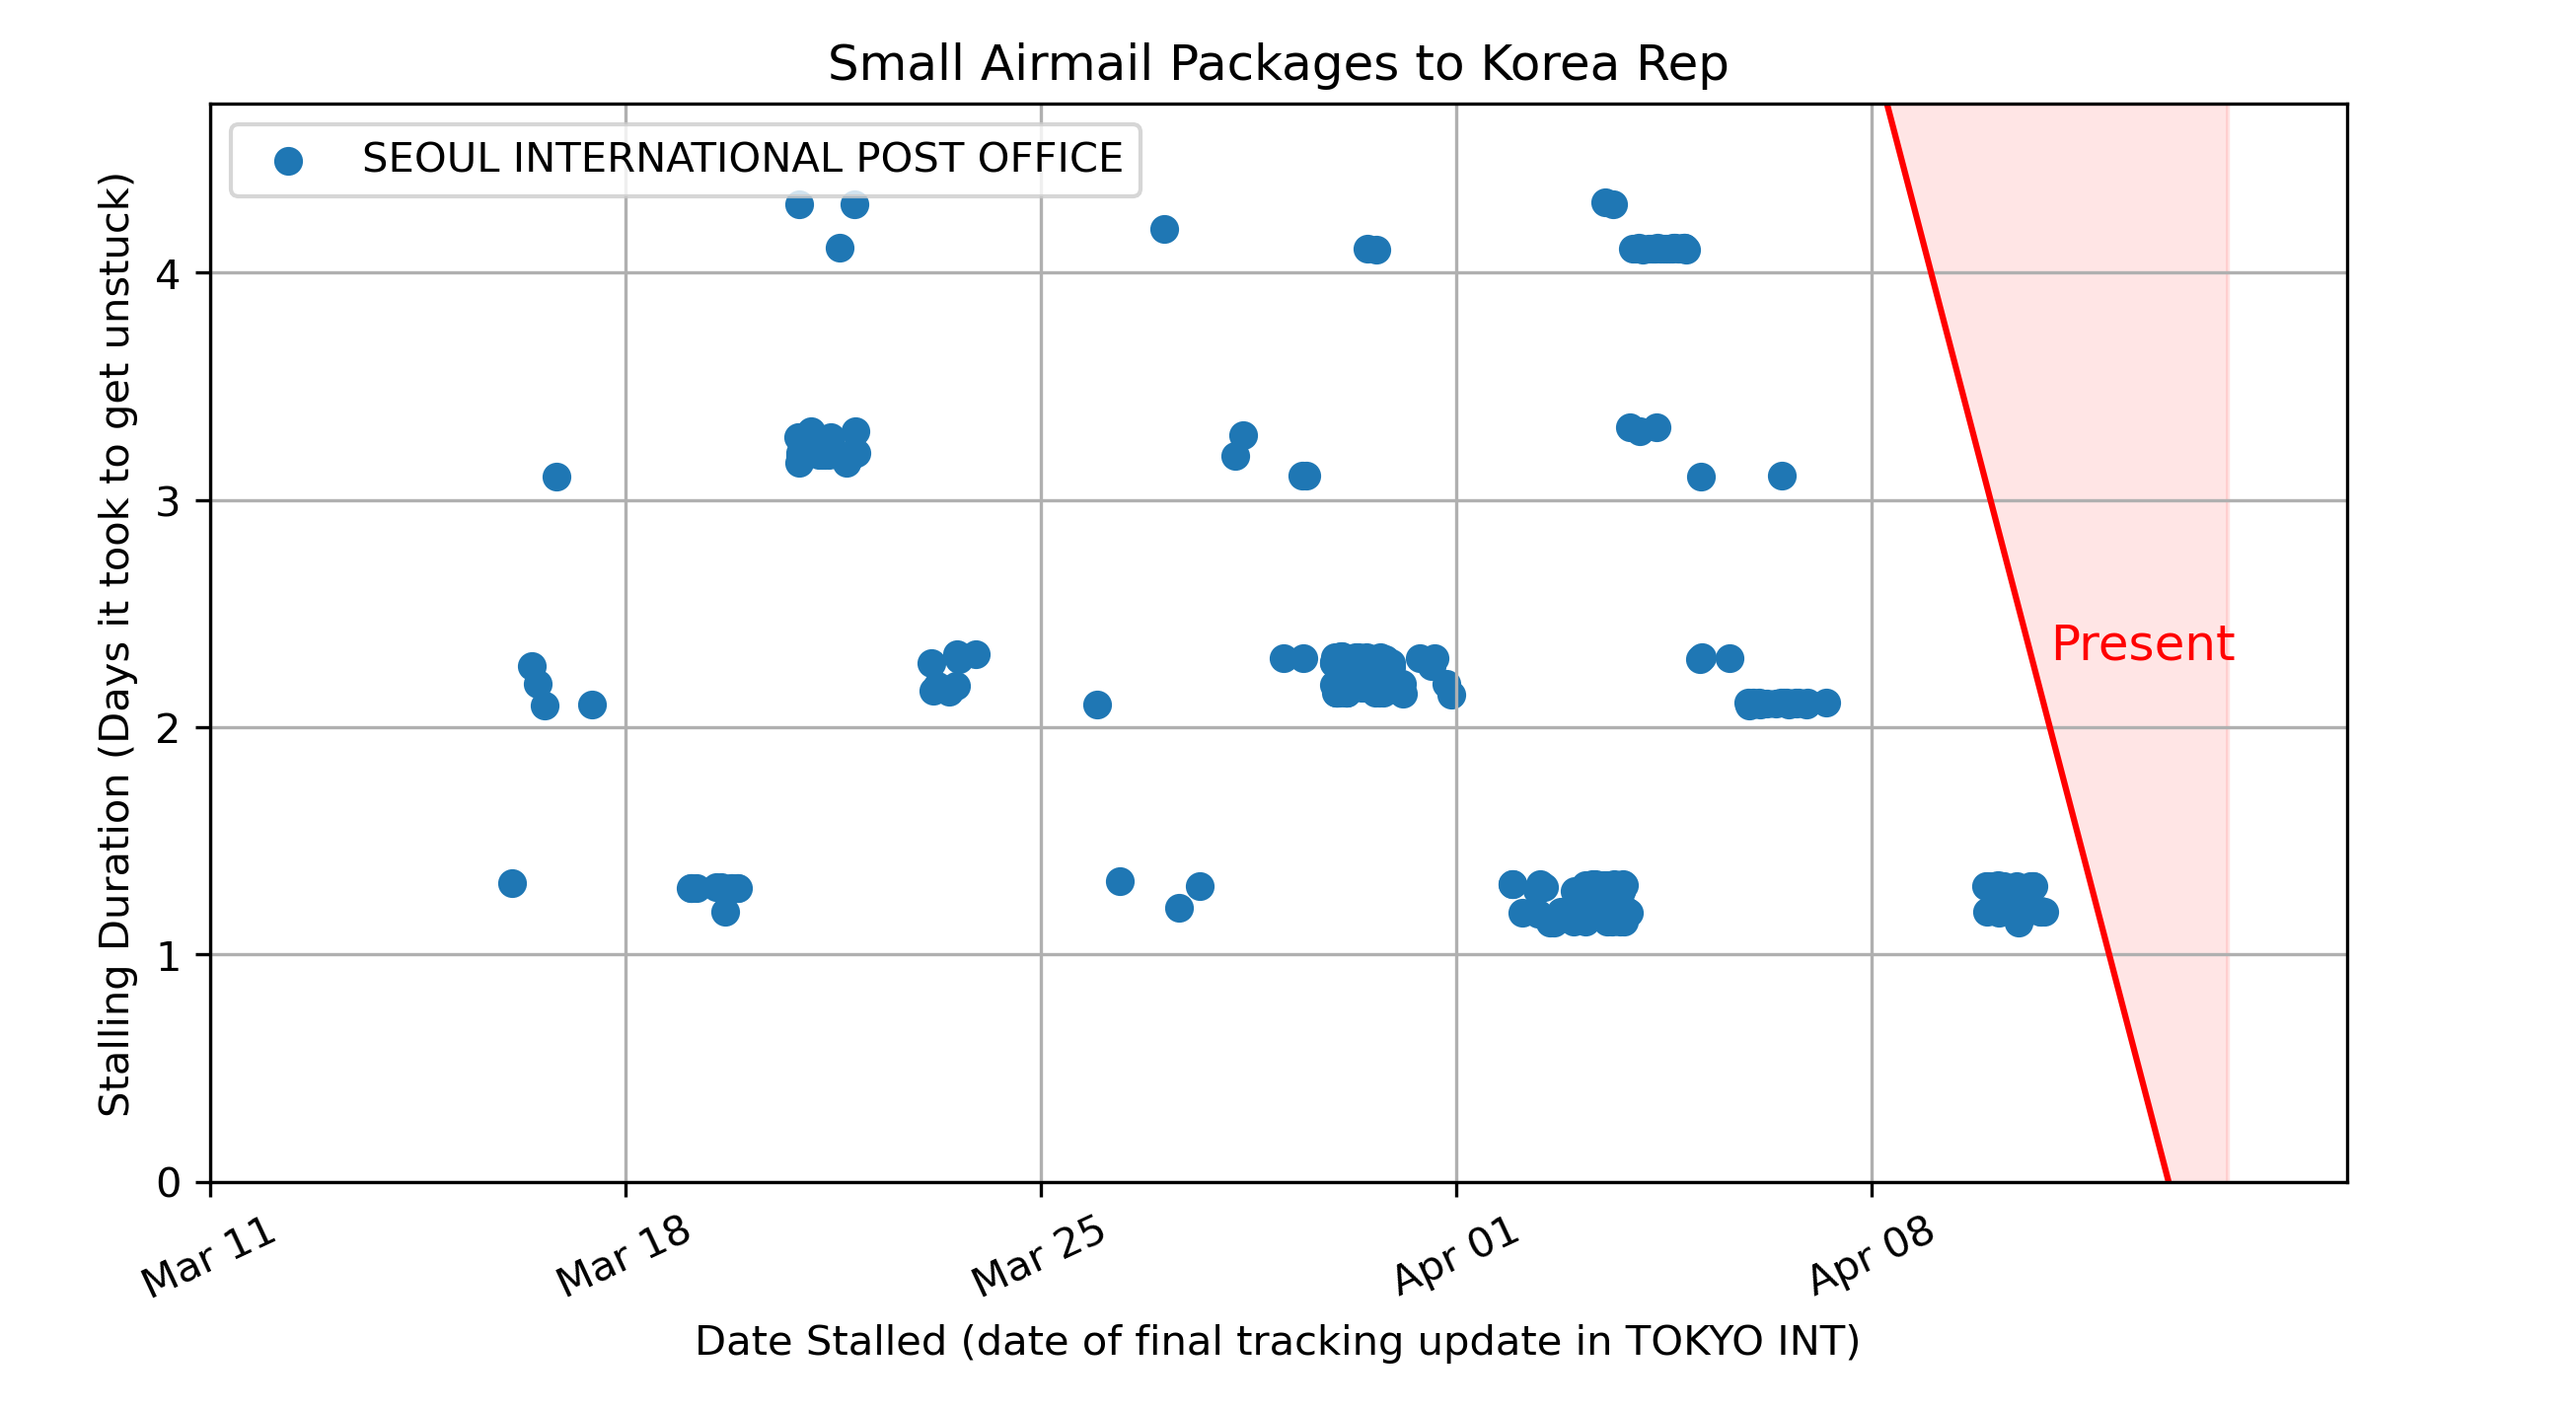 Small Airmail Packages to Korea Rep
SEOUL INTERNATIONAL POST OFFICE
Stalling Duration (Days it took to get unstuck)
4
3
2
1
0
Present
Mar 11
Mar 18
Mar 25
Apr 01
Apr 08
Date Stalled (date of final tracking update in TOKYO INT)